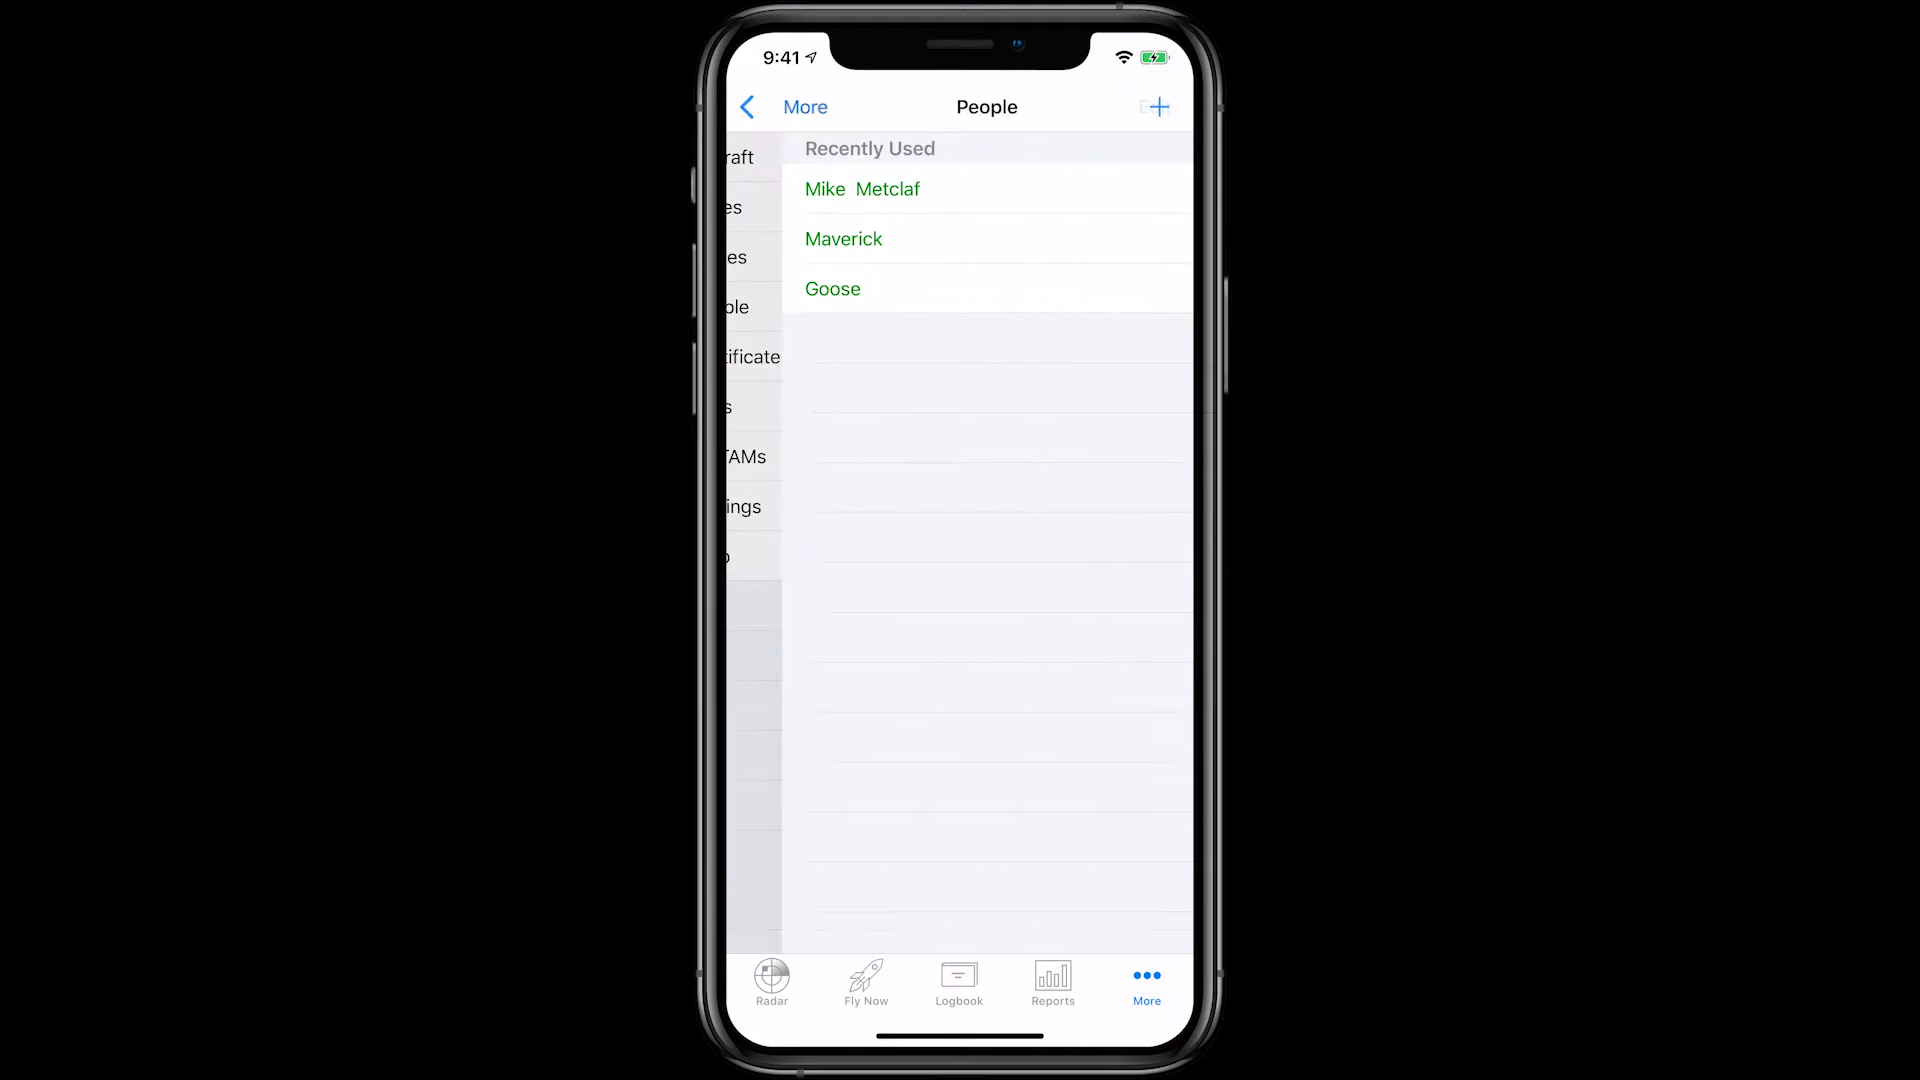 9:41
More People
Recently Used
raft
Mike Metclaf
es
Maverick
es
Goose
ple
tificate
s
TAMs
ings
Radar Fly Now Logbook Reports More